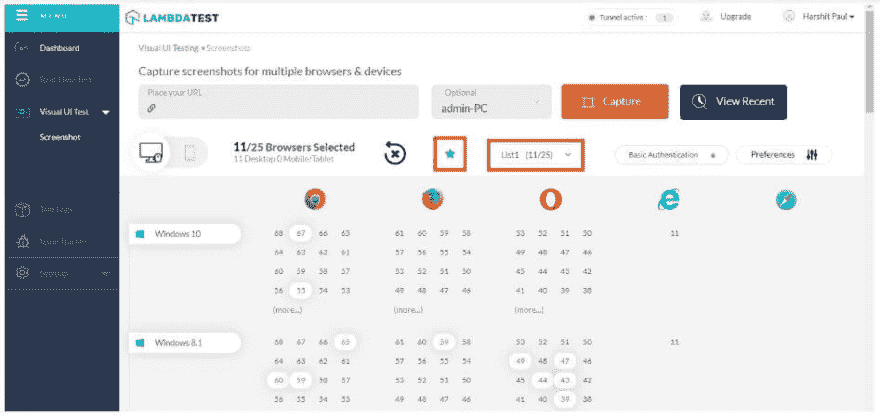 MENU
LAMBDATEST
Tunnel active : 1
Upgrade
Harshit Paul
Dashboard
Visual UI Testing • Screenshots
Capture screenshots for multiple browsers & devices
Place your URL
Optional
admin-PC
Capture
View Recent
Visual UI Test
Screenshot
11/25 Browsers Selected
11 Desktop 0 Mobile/Tablet
List1 (11/25)
Basic Authentication
Preferences
Windows 10
68 67 66 65 61 60 59 58 53 52 51 50 11
64 63 62 61 57 56 55 54 49 48 47 46
60 59 58 57 53 52 51 50 45 44 43 42
56 55 54 53 49 48 47 46 41 40 39 38
(more...) (more...) (more...)
Windows 8.1
68 67 66 65 61 60 59 58 53 52 51 50 11
64 63 62 61 57 56 55 54 49 48 47 46
60 59 58 57 53 52 51 50 45 44 43 42
56 55 54 53 49 48 47 46 41 40 39 38